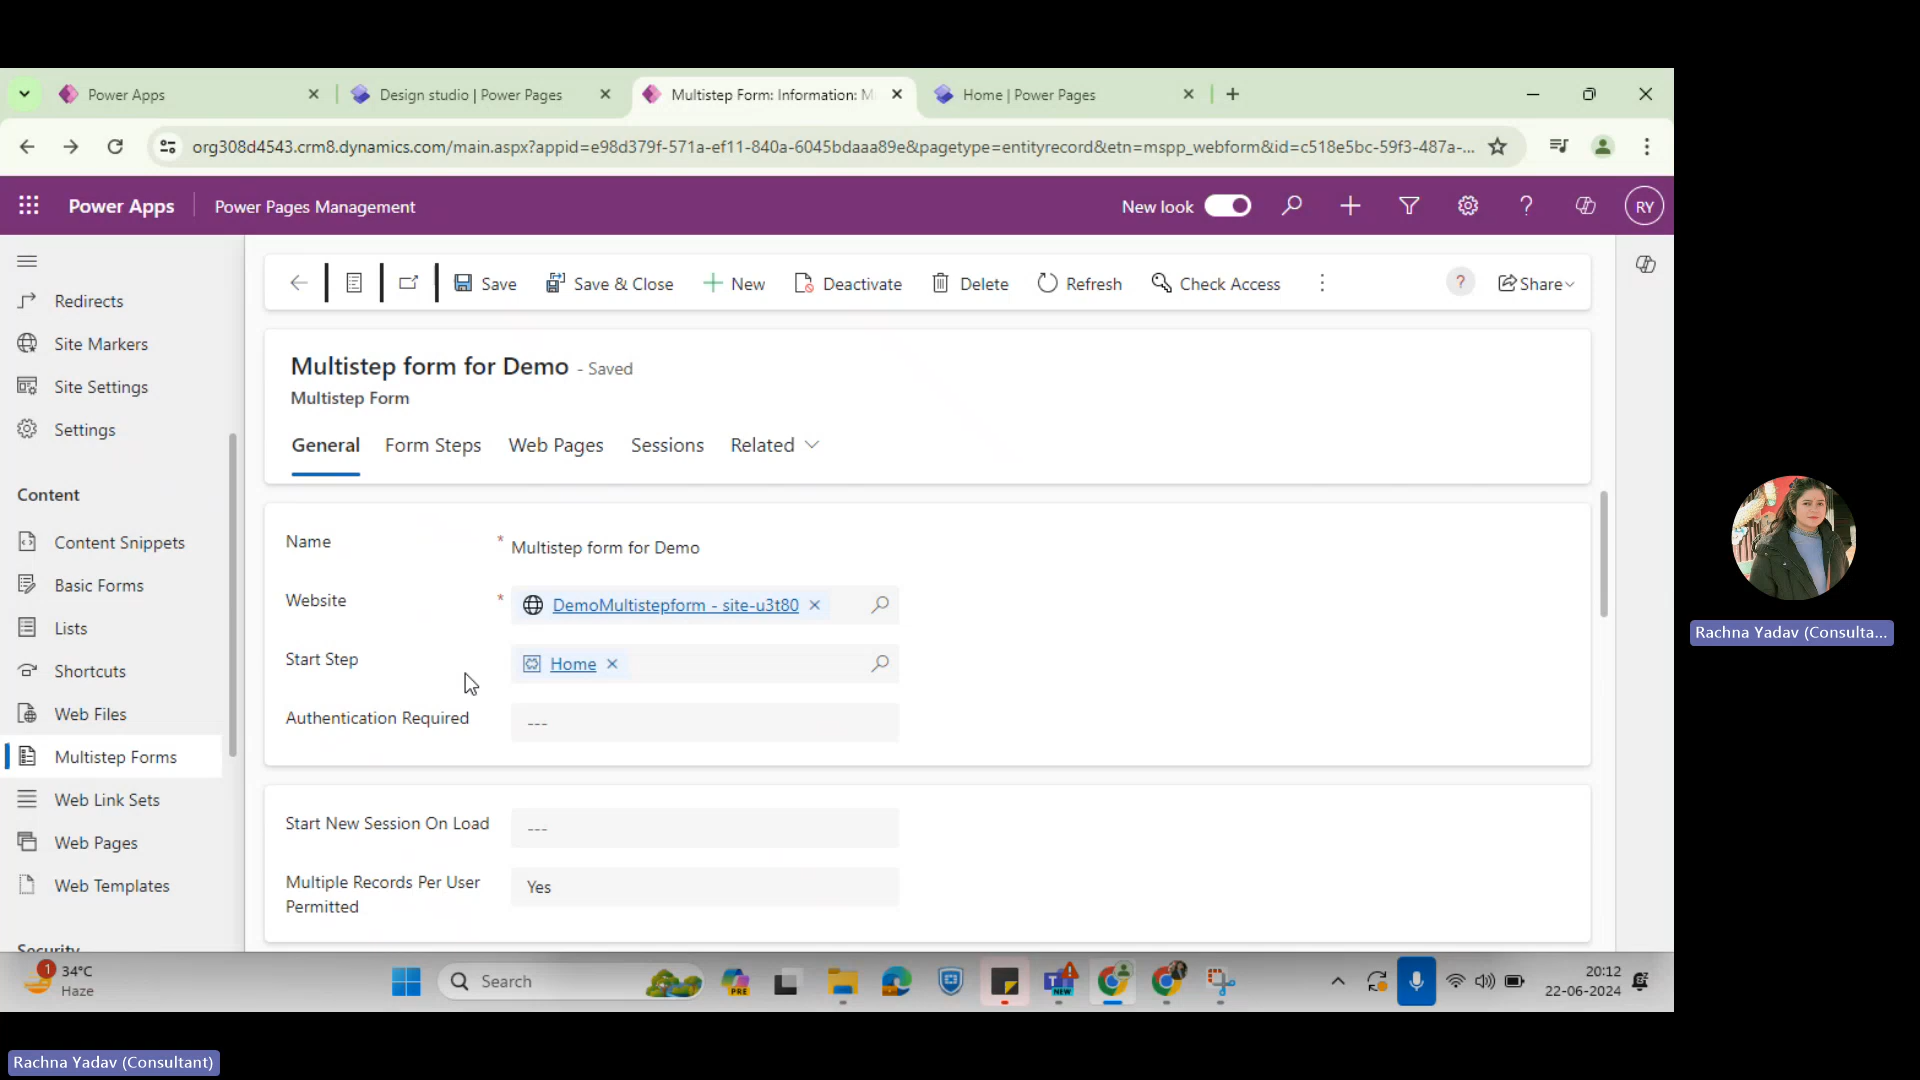 Power Apps
Design studio | Power Pages
Multistep Form: Information: M
Home | Power Pages
org308d4543.crm8.dynamics.com/main.aspx?appid=e98d379f-571a-ef11-840a-6045bdaaa89e&pagetype=entityrecord&etn=mspp_webform&id=c518e5bc-59f3-487a-...
Power Apps
Power Pages Management
New look
RY
Save
Save & Close
New
Deactivate
Delete
Refresh
Check Access
?
Share
Redirects
Site Markers
Site Settings
Settings
Content
Content Snippets
Basic Forms
Lists
Shortcuts
Web Files
Multistep Forms
Web Link Sets
Web Pages
Web Templates
Security
Multistep form for Demo - Saved
Multistep Form
General
Form Steps
Web Pages
Sessions
Related
Name * Multistep form for Demo
Website * DemoMultistepform - site-u3t80
Start Step Home
Authentication Required ---
Start New Session On Load ---
Multiple Records Per User Permitted Yes
1
34°C
Haze
Search
PRE
NEW
20:12
22-06-2024
Rachna Yadav (Consulta...
Rachna Yadav (Consultant)